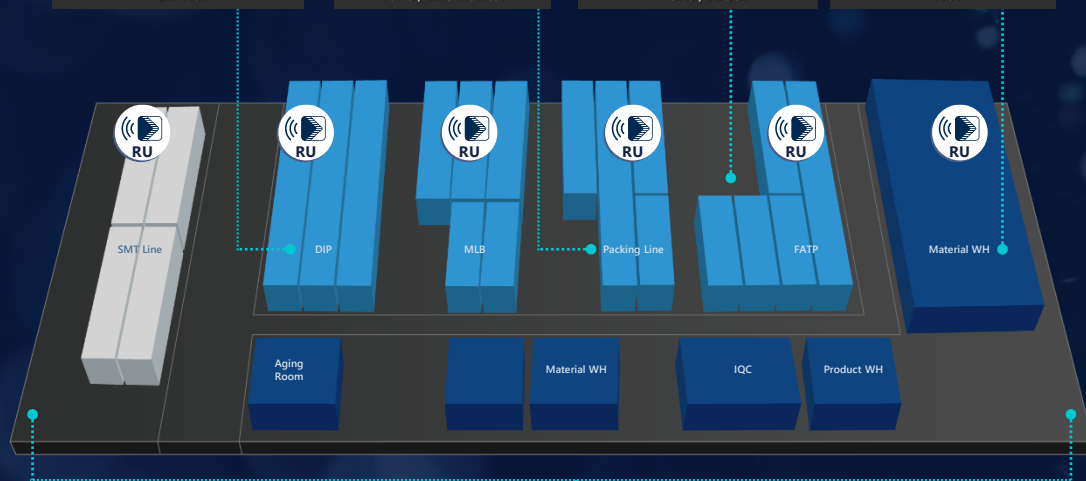 RU
RU
RU
RU
RU
RU
SMT Line
DIP
MLB
Packing Line
FATP
Material WH
Aging
Room
Material WH
IQC
Product WH